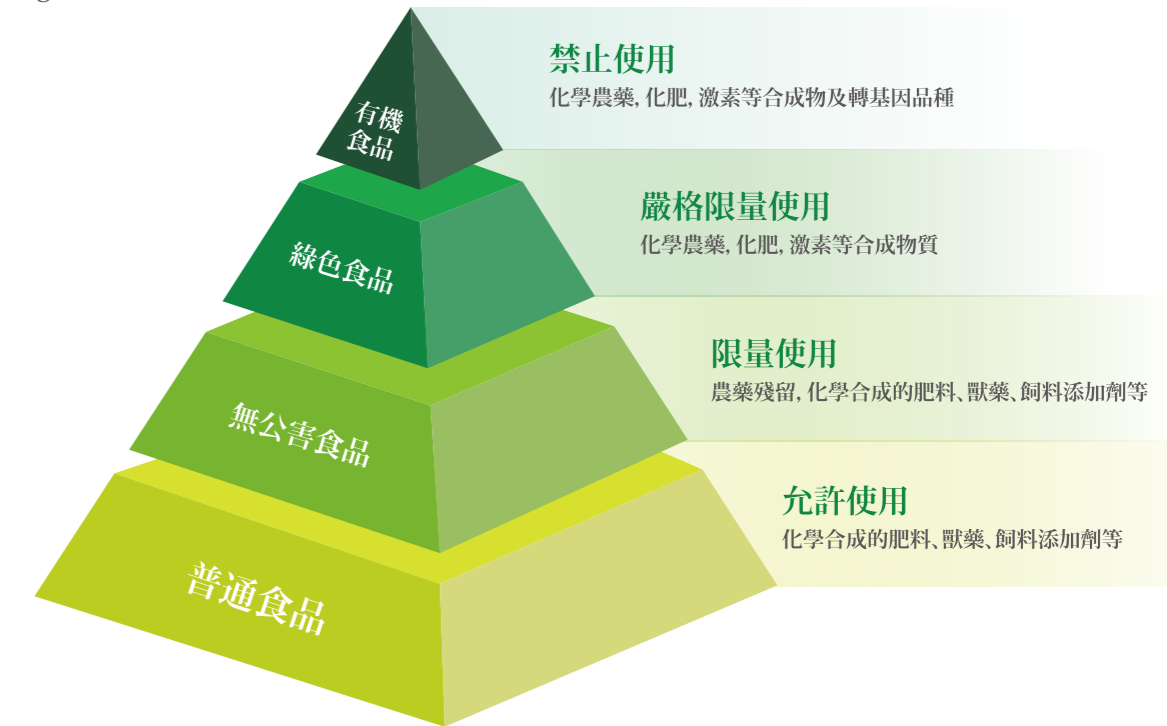 有機
食品
禁止使用
化學農藥, 化肥, 激素等合成物及轉基因品種
綠色食品
嚴格限量使用
化學農藥, 化肥, 激素等合成物質
無公害食品
限量使用
農藥殘留, 化學合成的肥料、獸藥、飼料添加劑等
普通食品
允許使用
化學合成的肥料、獸藥、飼料添加劑等